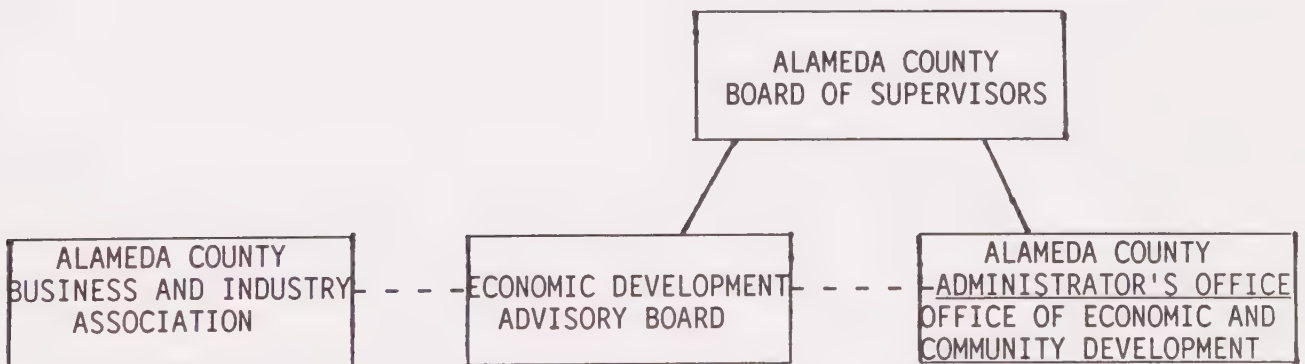 ALAMEDA COUNTY
BOARD OF SUPERVISORS
ALAMEDA COUNTY
BUSINESS AND INDUSTRY
ASSOCIATION
ECONOMIC DEVELOPMENT
ADVISORY BOARD
ALAMEDA COUNTY
ADMINISTRATOR'S OFFICE
OFFICE OF ECONOMIC AND
COMMUNITY DEVELOPMENT